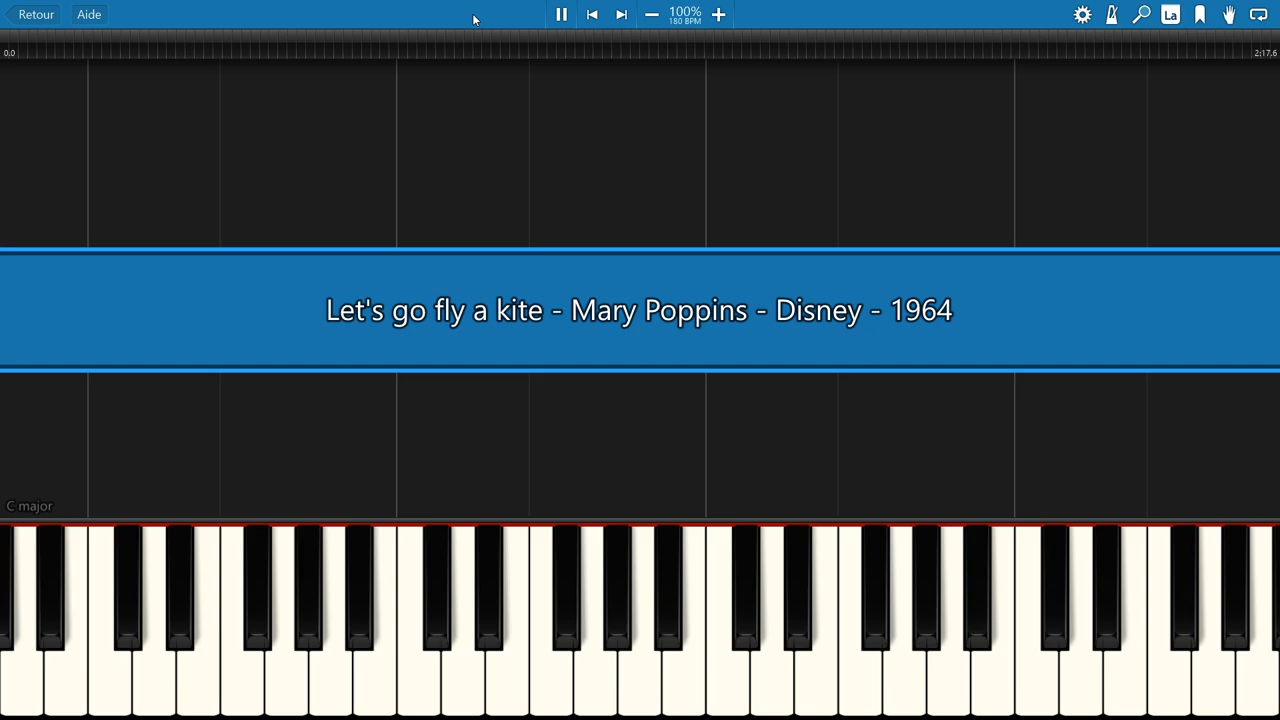 Retour
Aide
100%
180 BPM
La
0,0
2:17,6
Let's go fly a kite - Mary Poppins - Disney - 1964
C major